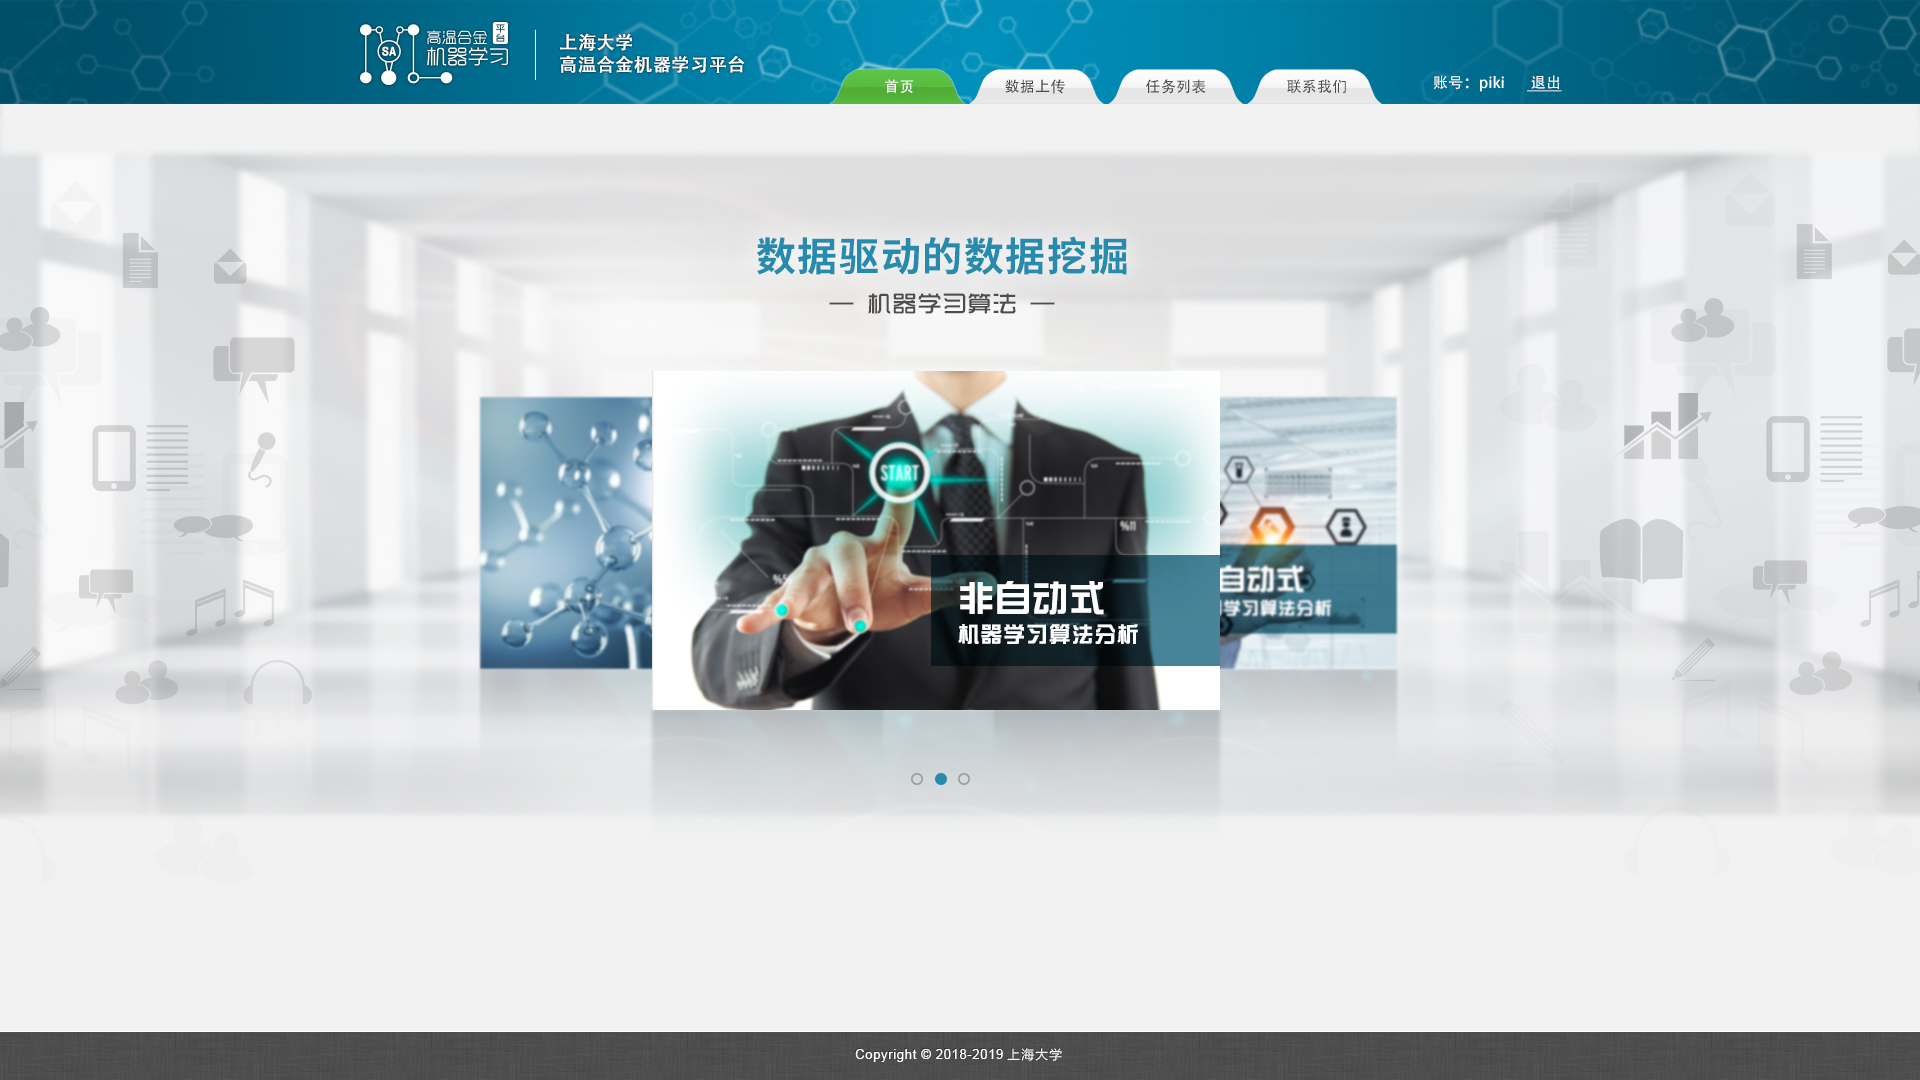 高温合金 平台
SA
机器学习
上海大学
高温合金机器学习平台
首页
数据上传
任务列表
联系我们
账号：piki
退出
数据驱动的数据挖掘
— 机器学习算法 —
START
非自动式
机器学习算法分析
自动式
学习算法分析
Copyright © 2018-2019 上海大学